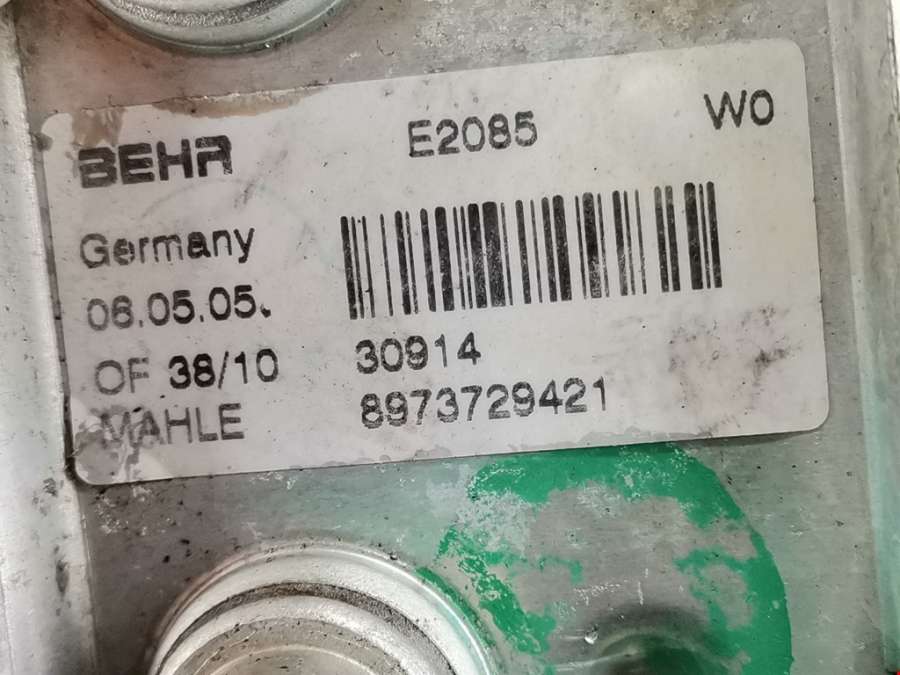 BEHR E2085 W0
Germany
06.05.05.
OF 38/10 30914
MAHLE 8973729421